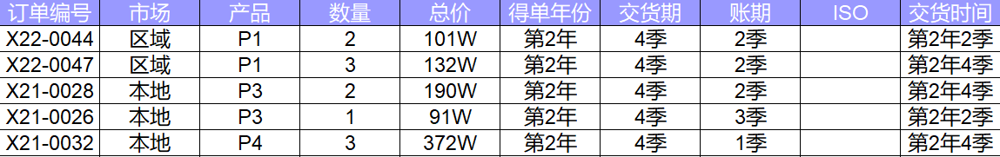 订单编号 市场 产品 数量 总价 得单年份 交货期 账期 ISO 交货时间
X22-0044 区域 P1 2 101W 第2年 4季 2季 第2年2季
X22-0047 区域 P1 3 132W 第2年 4季 2季 第2年4季
X21-0028 本地 P3 2 190W 第2年 4季 2季 第2年4季
X21-0026 本地 P3 1 91W 第2年 4季 3季 第2年2季
X21-0032 本地 P4 3 372W 第2年 4季 1季 第2年4季